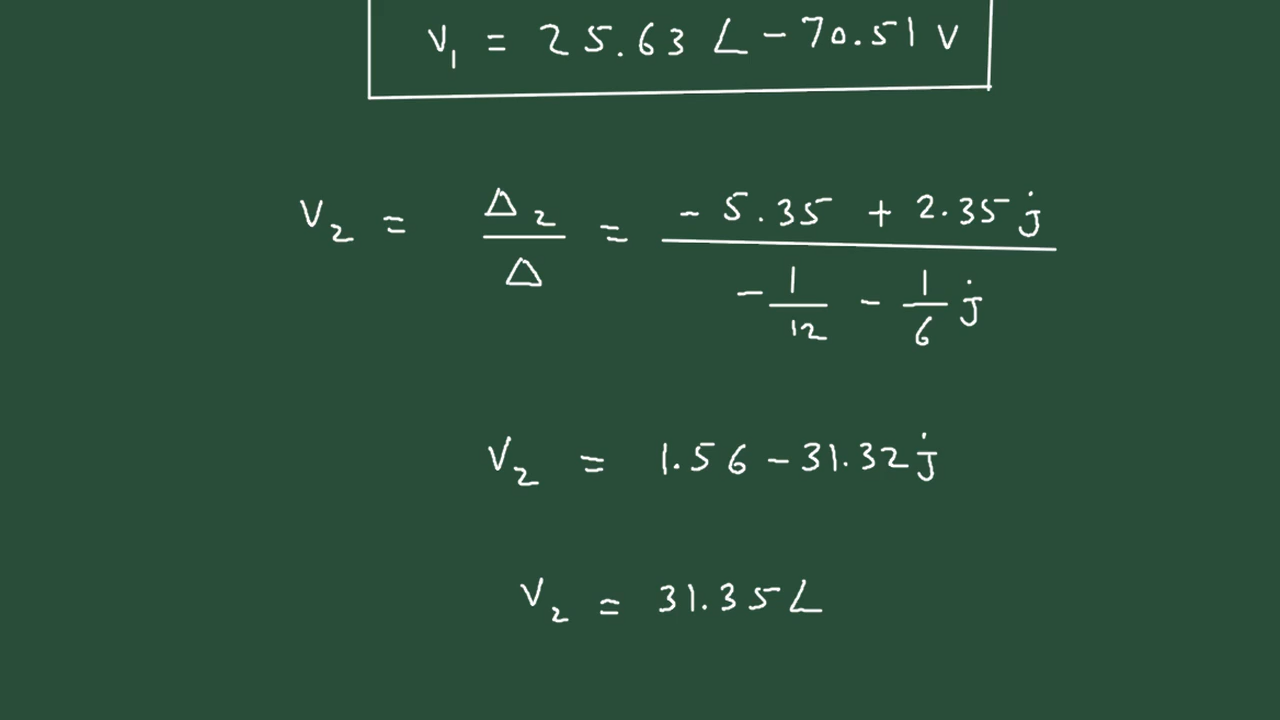 V₁ = 25.63 ∠-70.51 V
V₂ = Δ₂/Δ = (-5.35 + 2.35j)/(-1/12 - 1/6 j)
V₂ = 1.56 - 31.32j
V₂ = 31.35∠